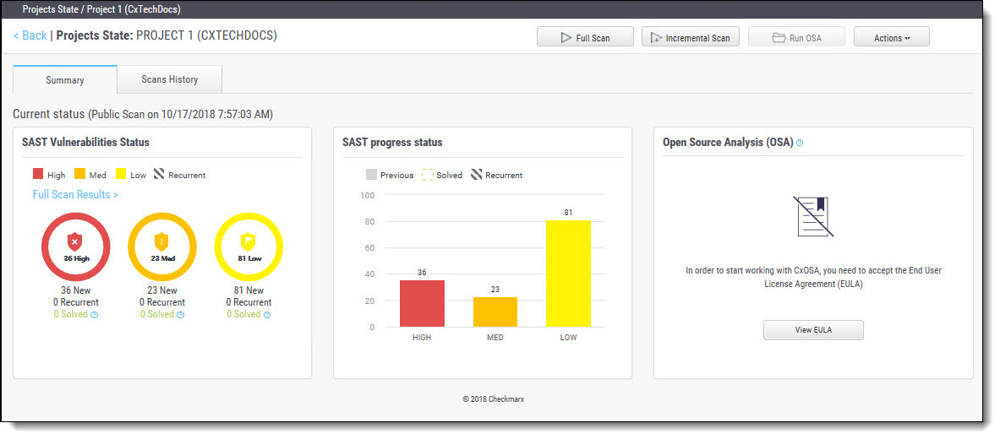 Projects State / Project 1 (CxTechDocs)
< Back | Projects State: PROJECT 1 (CXTECHDOCS)
Full Scan
Incremental Scan
Run OSA
Actions
Summary
Scans History
Current status (Public Scan on 10/17/2018 7:57:03 AM)
SAST Vulnerabilities Status
High Med Low Recurrent
Full Scan Results >
36 High 23 Med 81 Low
36 New 23 New 81 New
0 Recurrent 0 Recurrent 0 Recurrent
0 Solved ? 0 Solved ? 0 Solved ?
SAST progress status
Previous Solved Recurrent
100
81
80
60
40
36
23
20
0
HIGH MED LOW
Open Source Analysis (OSA) ?
In order to start working with CxOSA, you need to accept the End User
License Agreement (EULA)
View EULA
© 2018 Checkmarx